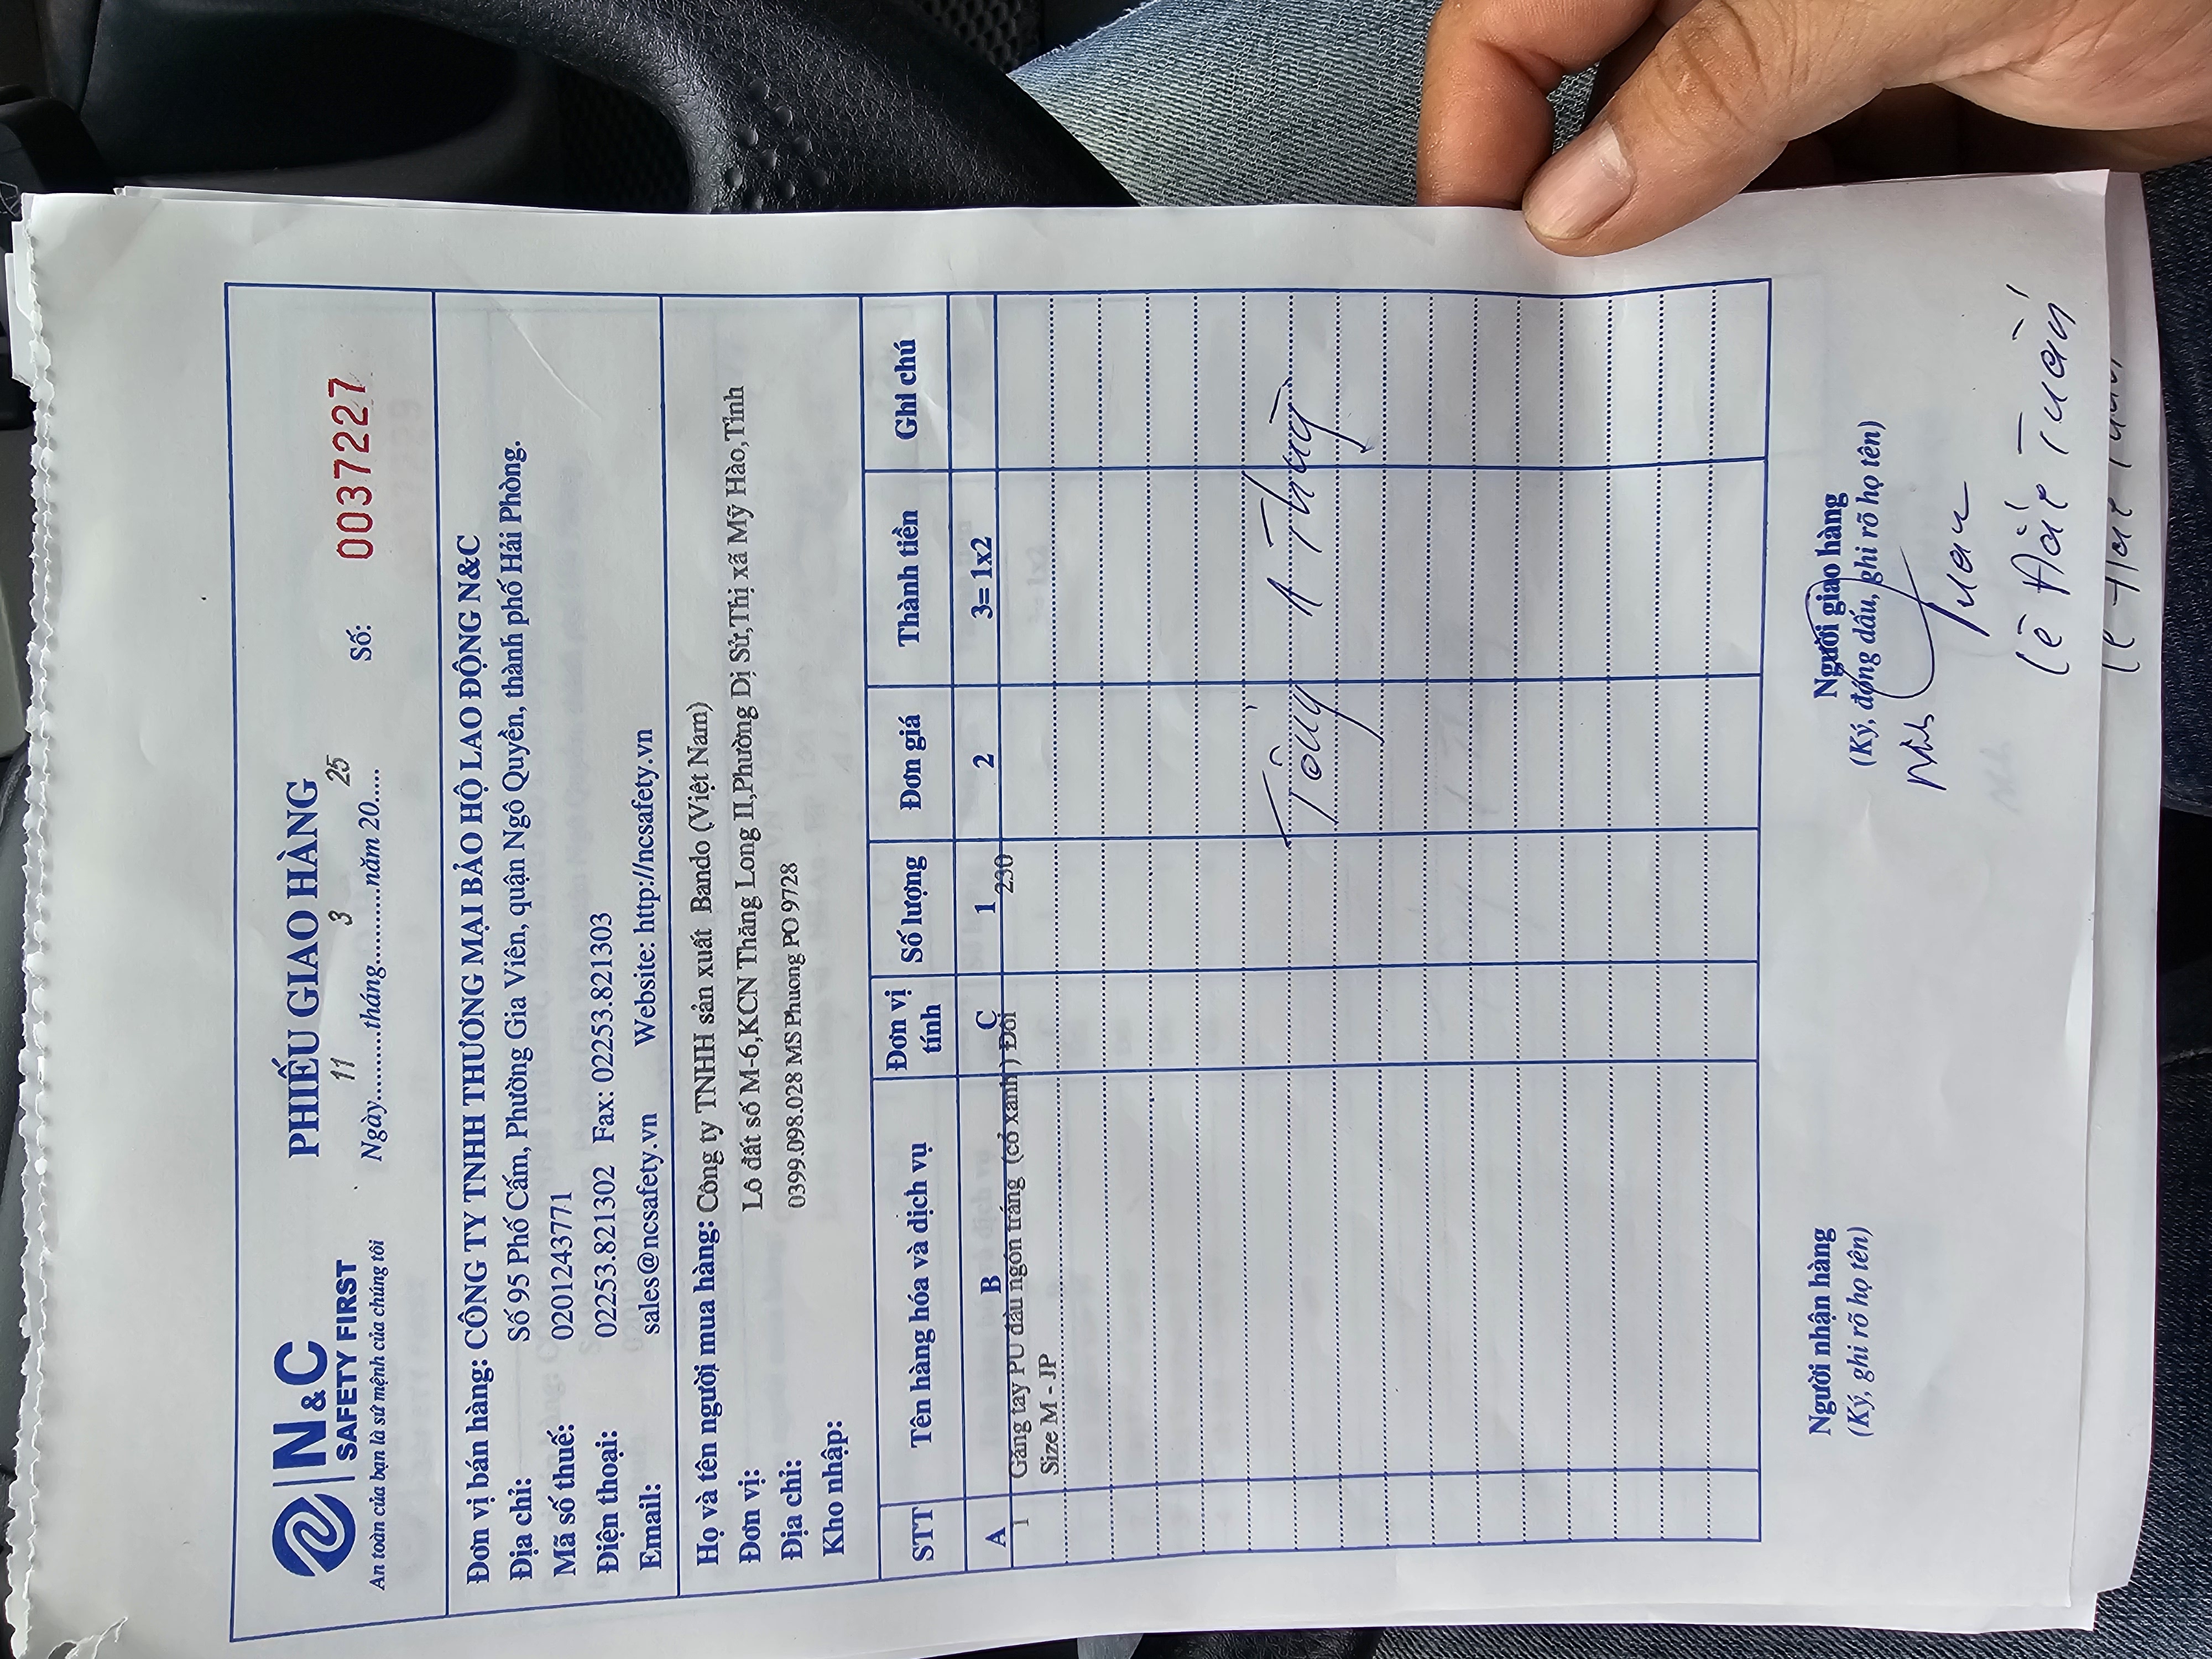 N&C
SAFETY FIRST
An toàn của bạn là sứ mệnh của chúng tôi
PHIẾU GIAO HÀNG
Ngày..........tháng..........năm 20.....
11 3 25
Số: 0037227
Đơn vị bán hàng: CÔNG TY TNHH THƯƠNG MẠI BẢO HỘ LAO ĐỘNG N&C
Địa chỉ: Số 95 Phố Cấm, Phường Gia Viên, quận Ngô Quyền, thành phố Hải Phòng.
Mã số thuế: 0201243771
Điện thoại: 02253.821302 Fax: 02253.821303
Email: sales@ncsafety.vn Website: http://ncsafety.vn
Họ và tên người mua hàng: Công ty TNHH sản xuất Bando (Việt Nam)
Đơn vị: Lô đất số M-6,KCN Thăng Long II,Phường Dị Sử,Thị xã Mỹ Hào,Tỉnh
Địa chỉ: 0399.098.028 MS Phuong PO 9728
Kho nhập:
STT Tên hàng hóa và dịch vụ Đơn vị tính Số lượng Đơn giá Thành tiền Ghi chú
A B C 1 2 3= 1x2
1 Găng tay PU đầu ngón trắng (cổ xanh) Đôi 230
Size M - JP
Người nhận hàng
(Ký, ghi rõ họ tên)
Người giao hàng
(Ký, đóng dấu, ghi rõ họ tên)
Tuan
Lê Đắc Tuấn